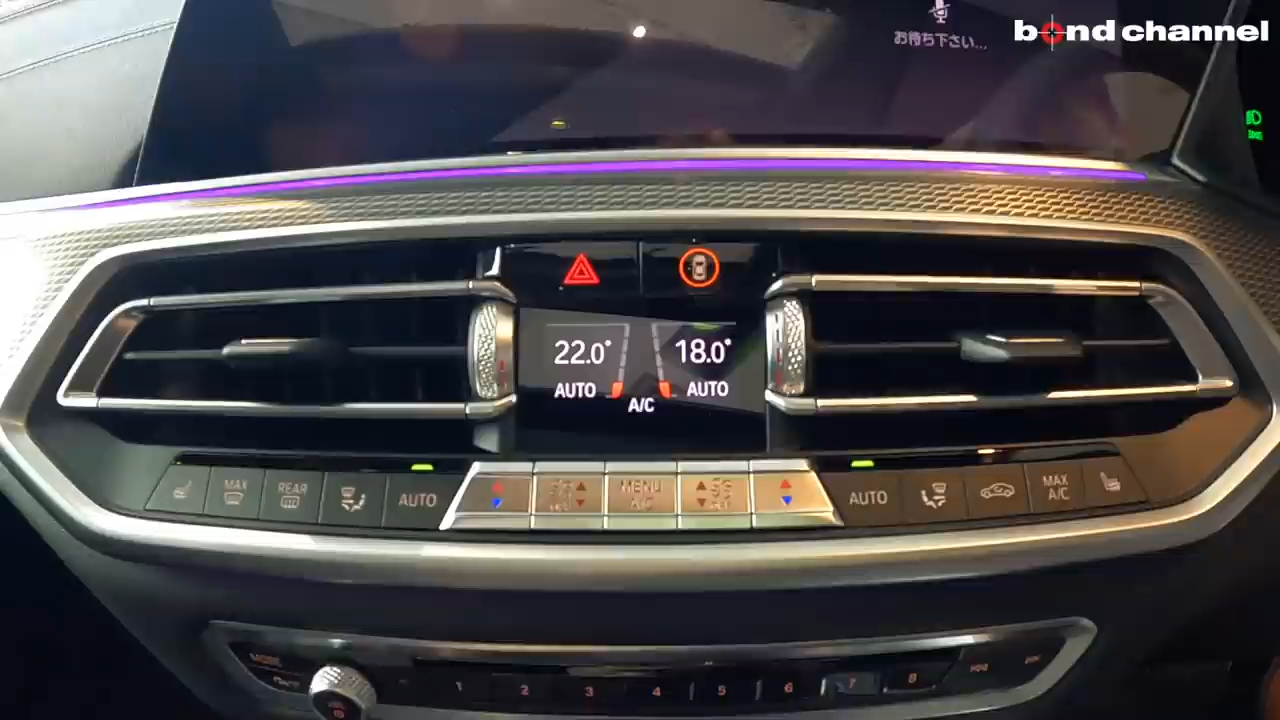 お待ち下さい...
bond channel
22.0°
18.0°
AUTO
AUTO
A/C
MAX
REAR
AUTO
MENU
A/C
AUTO
MAX
A/C
MODE
1
2
3
4
5
6
7
8